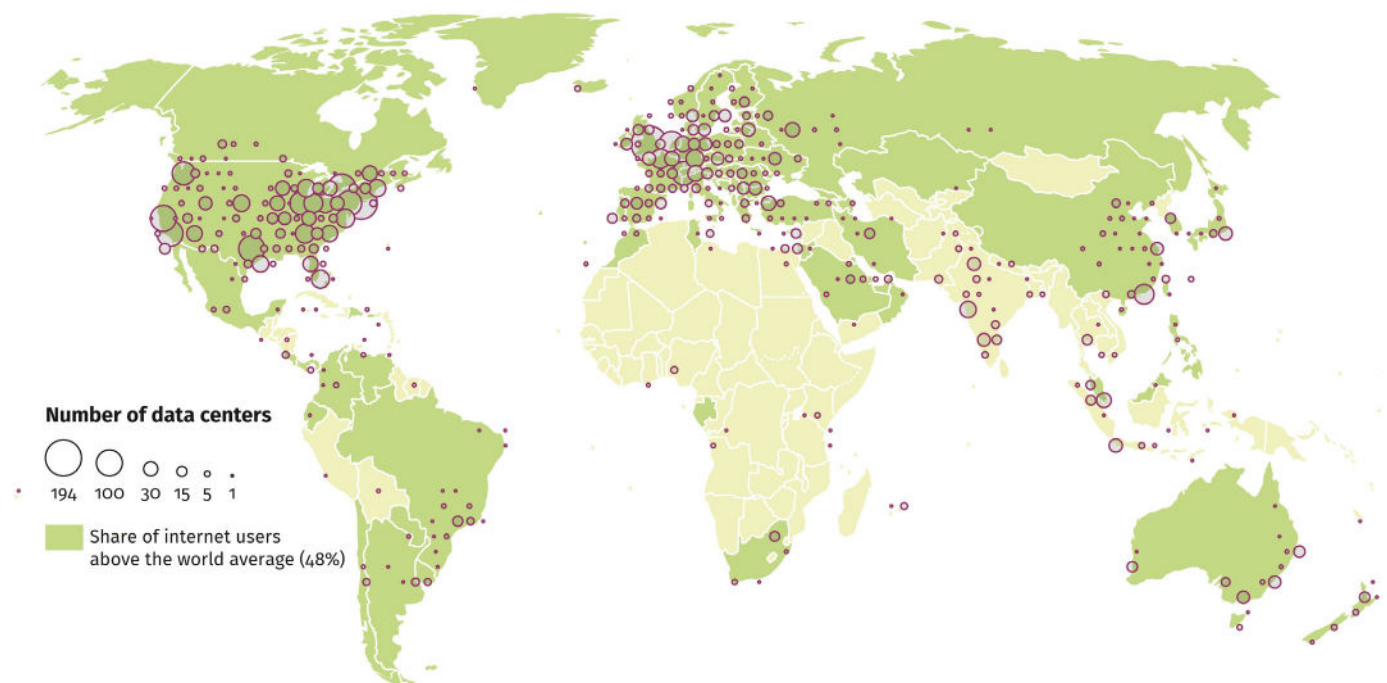 Number of data centers
194 100 30 15 5 1
Share of internet users
above the world average (48%)